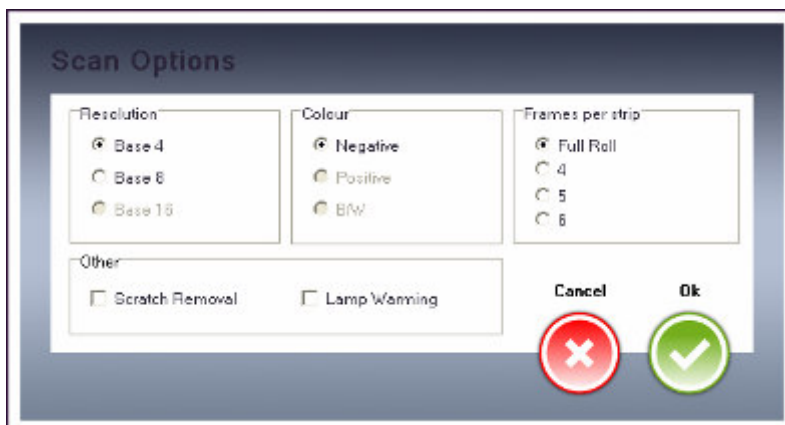 Scan Options
Resolution
Base 4
Base 8
Base 16
Colour
Negative
Positive
B/W
Frames per strip
Full Roll
4
5
6
Other
Scratch Removal
Lamp Warming
Cancel
Ok